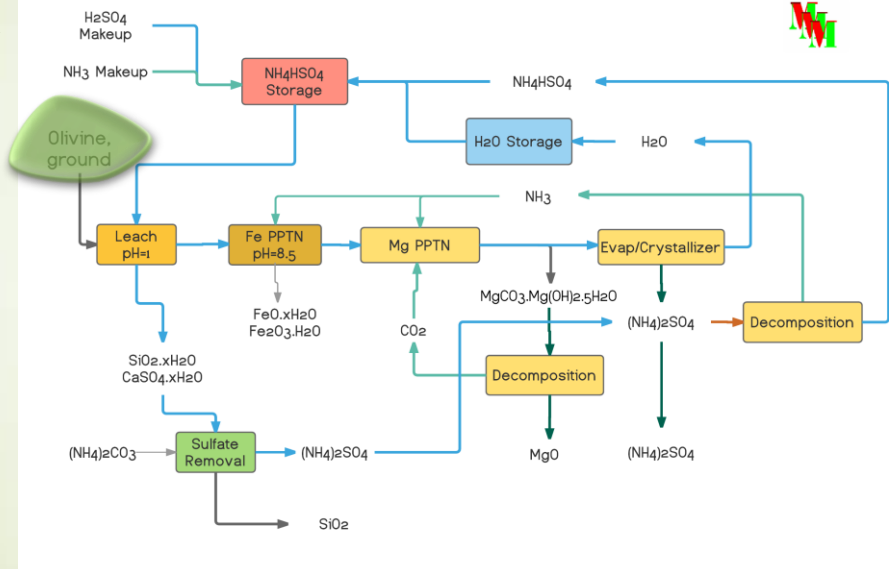 H2SO4
Makeup
NH3 Makeup
NH4HSO4
Storage
NH4HSO4
Olivine,
ground
H2O Storage
H2O
NH3
Leach
pH=1
Fe PPTN
pH=8.5
Mg PPTN
Evap/Crystallizer
MgCO3.Mg(OH)2.5H2O
FeO.xH2O
Fe2O3.H2O
CO2
(NH4)2SO4
Decomposition
SiO2.xH2O
CaSO4.xH2O
Decomposition
(NH4)2CO3
Sulfate
Removal
(NH4)2SO4
MgO
(NH4)2SO4
SiO2
MMM